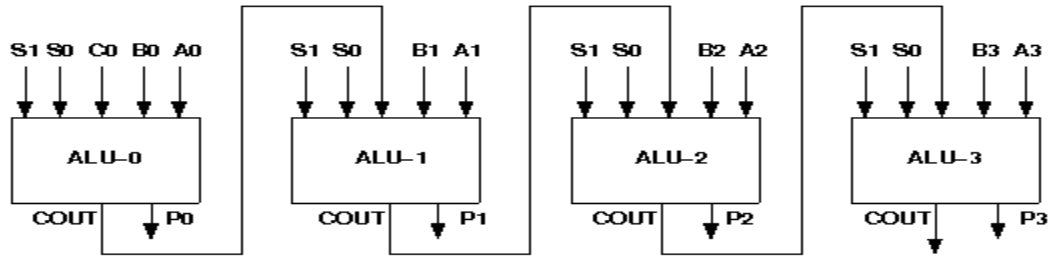 S1 S0 C0 B0 A0 S1 S0 B1 A1 S1 S0 B2 A2 S1 S0 B3 A3
ALU-0 ALU-1 ALU-2 ALU-3
COUT P0 COUT P1 COUT P2 COUT P3